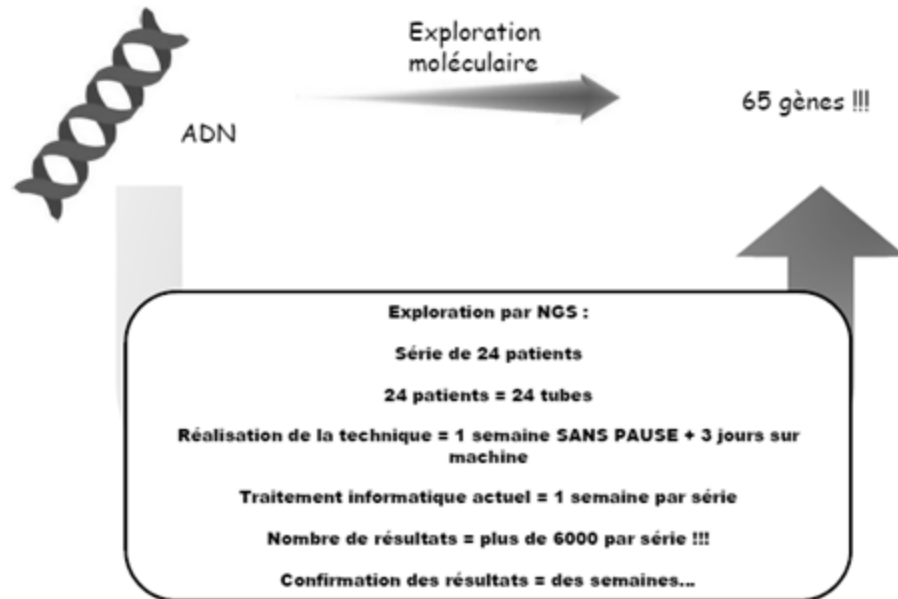 Exploration
moléculaire
65 gènes !!!
ADN
Exploration par NGS :
Série de 24 patients
24 patients = 24 tubes
Réalisation de la technique = 1 semaine SANS PAUSE + 3 jours sur
machine
Traitement informatique actuel = 1 semaine par série
Nombre de résultats = plus de 6000 par série !!!
Confirmation des résultats = des semaines...